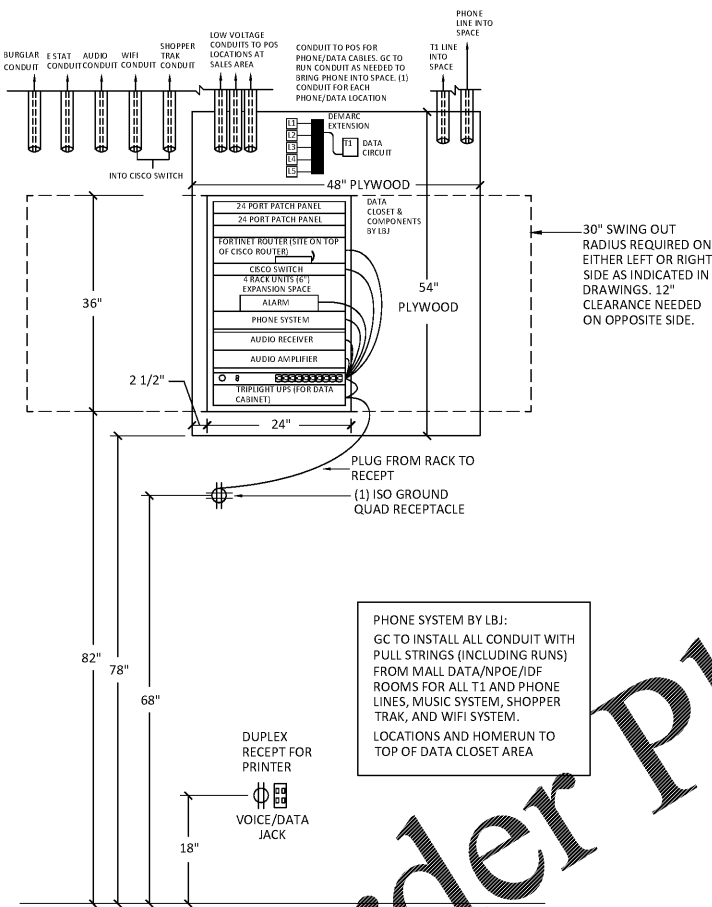 BURGLAR
CONDUIT
E STAT
CONDUIT
AUDIO
CONDUIT
WIFI
CONDUIT
SHOPPER
TRAK
CONDUIT
LOW VOLTAGE
CONDUITS TO POS
LOCATIONS AT
SALES AREA
CONDUIT TO POS FOR
PHONE/DATA CABLES. GC TO
RUN CONDUIT AS NEEDED TO
BRING PHONE INTO SPACE. (1)
CONDUIT FOR EACH
PHONE/DATA LOCATION
T1 LINE
INTO
SPACE
PHONE
LINE INTO
SPACE
INTO CISCO SWITCH
L1
L2
L3
L4
L5
DEMARC
EXTENSION
T1
DATA
CIRCUIT
48" PLYWOOD
24 PORT PATCH PANEL
24 PORT PATCH PANEL
FORTINET ROUTER (SITE ON TOP
OF CISCO ROUTER)
CISCO SWITCH
4 RACK UNITS (6")
EXPANSION SPACE
ALARM
PHONE SYSTEM
AUDIO RECEIVER
AUDIO AMPLIFIER
TRIPLIGHT UPS (FOR DATA
CABINET)
DATA
CLOSET &
COMPONENTS
BY LBJ
54"
PLYWOOD
30" SWING OUT
RADIUS REQUIRED ON
EITHER LEFT OR RIGHT
SIDE AS INDICATED IN
DRAWINGS. 12"
CLEARANCE NEEDED
ON OPPOSITE SIDE.
36"
2 1/2"
24"
PLUG FROM RACK TO
RECEPT
(1) ISO GROUND
QUAD RECEPTACLE
82"
78"
68"
PHONE SYSTEM BY LBJ:
GC TO INSTALL ALL CONDUIT WITH
PULL STRINGS (INCLUDING RUNS)
FROM MALL DATA/NPOE/IDF
ROOMS FOR ALL T1 AND PHONE
LINES, MUSIC SYSTEM, SHOPPER
TRAK, AND WIFI SYSTEM.
LOCATIONS AND HOMERUN TO
TOP OF DATA CLOSET AREA
DUPLEX
RECEPT FOR
PRINTER
VOICE/DATA
JACK
18"